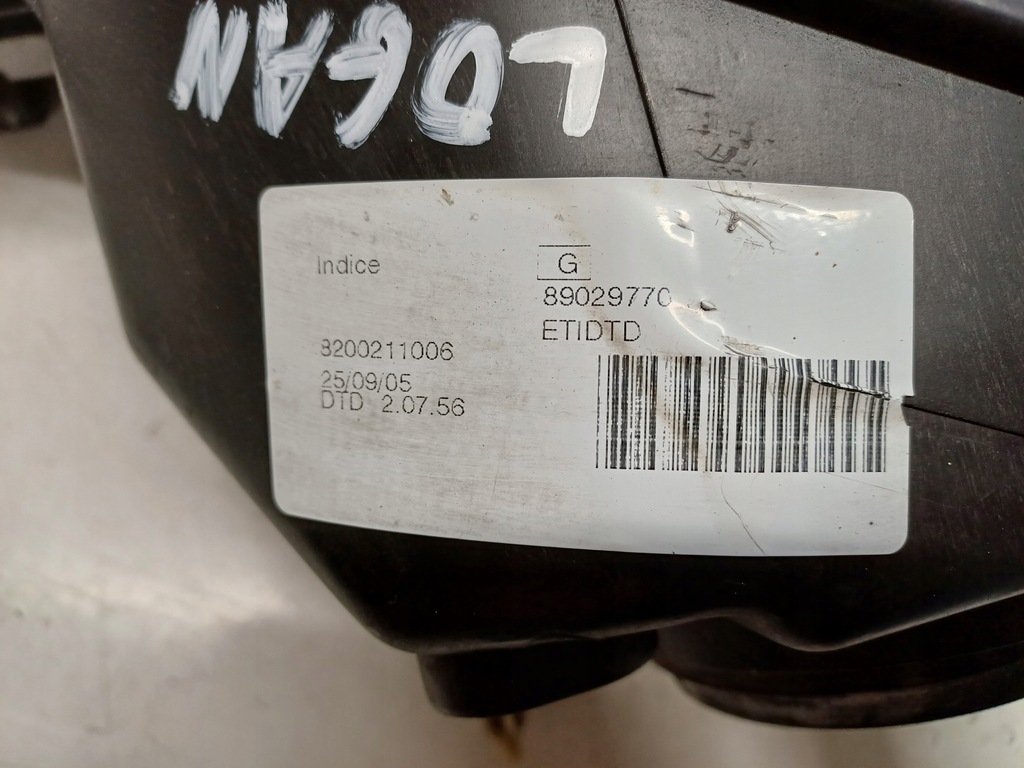 LOGAN
Indice
G
89029770
ETIDTD
8200211006
25/09/05
DTD 2.07.56